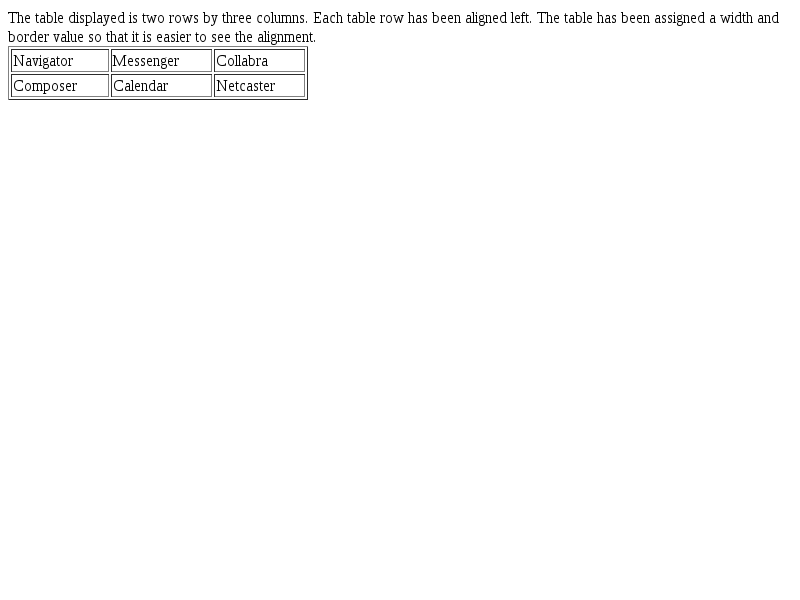 The table displayed is two rows by three columns. Each table row has been aligned left. The table has been assigned a width and
border value so that it is easier to see the alignment.
Navigator Messenger Collabra
Composer Calendar Netcaster